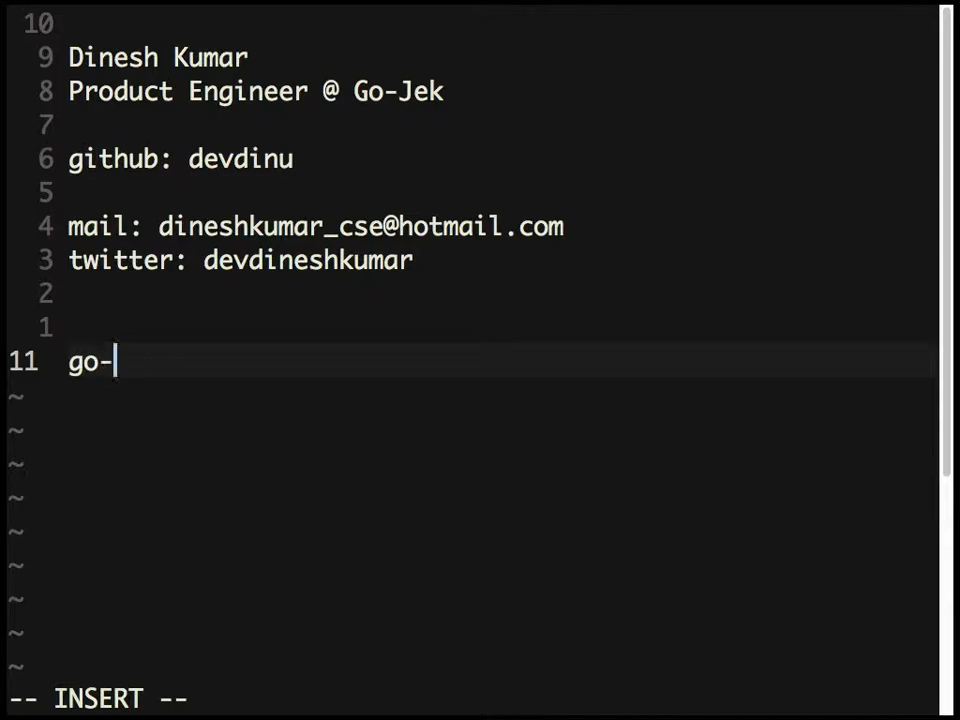 10
9 Dinesh Kumar
8 Product Engineer @ Go-Jek
7
6 github: devdinu
5
4 mail: dineshkumar_cse@hotmail.com
3 twitter: devdineshkumar
2
1
11 go-
~
~
~
~
~
~
~
~
~
-- INSERT --